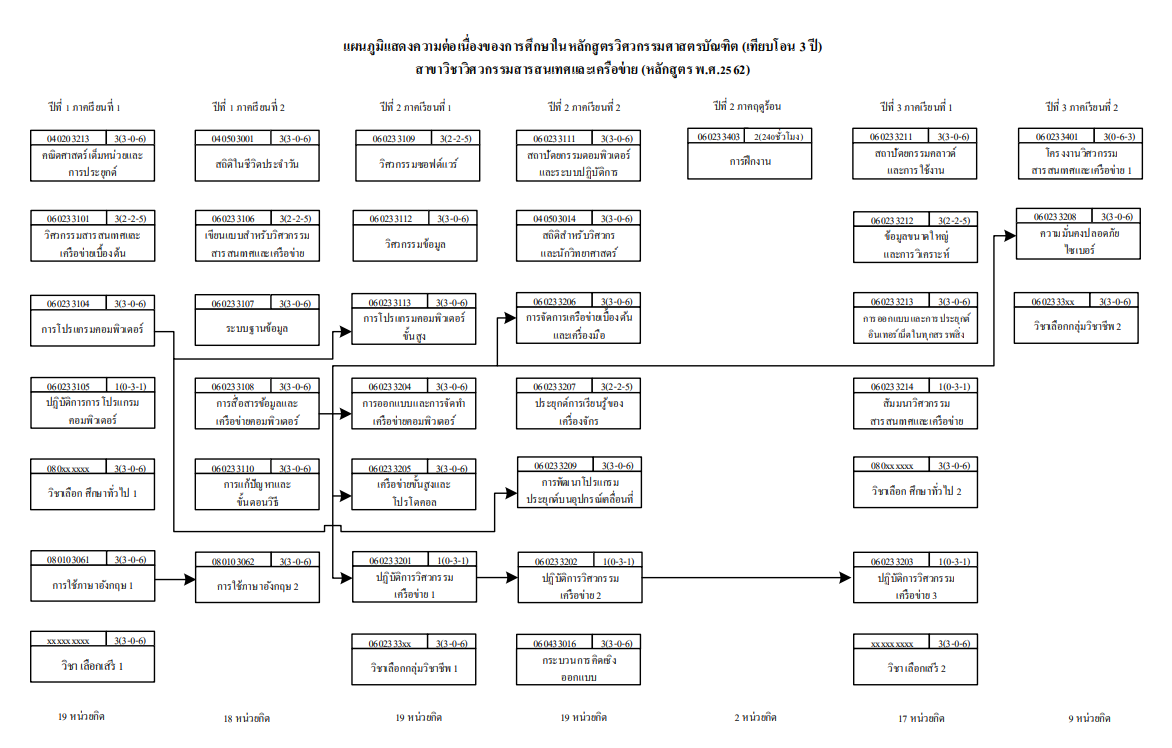 แผนภูมิแสดงความต่อเนื่องของการศึกษาในหลักสูตรวิศวกรรมศาสตรบัณฑิต (เทียบโอน 3 ปี)
สาขาวิชาวิศวกรรมสารสนเทศและเครือข่าย (หลักสูตร พ.ศ.2562)
ปีที่ 1 ภาคเรียนที่ 1
040203213 3(3-0-6)
คณิตศาสตร์เต็มหน่วยและ
การประยุกต์
060233101 3(2-2-5)
วิศวกรรมสารสนเทศและ
เครือข่ายเบื้องต้น
060233104 3(3-0-6)
การโปรแกรมคอมพิวเตอร์
060233105 1(0-3-1)
ปฏิบัติการการโปรแกรม
คอมพิวเตอร์
080xxxxxx 3(3-0-6)
วิชาเลือก ศึกษาทั่วไป 1
080103061 3(3-0-6)
การใช้ภาษาอังกฤษ 1
xxxxxxxxx 3(3-0-6)
วิชา เลือกเสรี 1
19 หน่วยกิต
ปีที่ 1 ภาคเรียนที่ 2
040503001 3(3-0-6)
สถิติในชีวิตประจำวัน
060233106 3(2-2-5)
เขียนแบบสำหรับวิศวกรรม
สารสนเทศและเครือข่าย
060233107 3(3-0-6)
ระบบฐานข้อมูล
060233108 3(3-0-6)
การสื่อสารข้อมูลและ
เครือข่ายคอมพิวเตอร์
060233110 3(3-0-6)
การแก้ปัญหาและ
ขั้นตอนวิธี
080103062 3(3-0-6)
การใช้ภาษาอังกฤษ 2
18 หน่วยกิต
ปีที่ 2 ภาคเรียนที่ 1
060233109 3(2-2-5)
วิศวกรรมซอฟต์แวร์
060233112 3(3-0-6)
วิศวกรรมข้อมูล
060233113 3(3-0-6)
การโปรแกรมคอมพิวเตอร์
ขั้นสูง
060233204 3(3-0-6)
การออกแบบและการจัดทำ
เครือข่ายคอมพิวเตอร์
060233205 3(3-0-6)
เครือข่ายขั้นสูงและ
โปรโตคอล
060233201 1(0-3-1)
ปฏิบัติการวิศวกรรม
เครือข่าย 1
060233xx 3(3-0-6)
วิชาเลือกกลุ่มวิชาชีพ 1
19 หน่วยกิต
ปีที่ 2 ภาคเรียนที่ 2
060233111 3(3-0-6)
สถาปัตยกรรมคอมพิวเตอร์
และระบบปฏิบัติการ
040503014 3(3-0-6)
สถิติสำหรับวิศวกร
และนักวิทยาศาสตร์
060233206 3(3-0-6)
การจัดการเครือข่ายเบื้องต้น
และเครื่องมือ
060233207 3(2-2-5)
ประยุกต์การเรียนรู้ของ
เครื่องจักร
060233209 3(3-0-6)
การพัฒนาโปรแกรม
ประยุกต์บนอุปกรณ์เคลื่อนที่
060233202 1(0-3-1)
ปฏิบัติการวิศวกรรม
เครือข่าย 2
060433016 3(3-0-6)
กระบวนการคิดเชิง
ออกแบบ
19 หน่วยกิต
ปีที่ 2 ภาคฤดูร้อน
060233403 2(240ชั่วโมง)
การฝึกงาน
2 หน่วยกิต
ปีที่ 3 ภาคเรียนที่ 1
060233211 3(3-0-6)
สถาปัตยกรรมคลาวด์
และการใช้งาน
060233212 3(2-2-5)
ข้อมูลขนาดใหญ่
และการวิเคราะห์
060233213 3(3-0-6)
การออกแบบและการประยุกต์
อินเทอร์เน็ตในทุกสรรพสิ่ง
060233214 1(0-3-1)
สัมมนาวิศวกรรม
สารสนเทศและเครือข่าย
080xxxxxx 3(3-0-6)
วิชาเลือก ศึกษาทั่วไป 2
060233203 1(0-3-1)
ปฏิบัติการวิศวกรรม
เครือข่าย 3
xxxxxxxxx 3(3-0-6)
วิชา เลือกเสรี 2
17 หน่วยกิต
ปีที่ 3 ภาคเรียนที่ 2
060233401 3(0-6-3)
โครงงานวิศวกรรม
สารสนเทศและเครือข่าย 1
060233208 3(3-0-6)
ความมั่นคงปลอดภัย
ไซเบอร์
0602333xx 3(3-0-6)
วิชาเลือกกลุ่มวิชาชีพ 2
9 หน่วยกิต